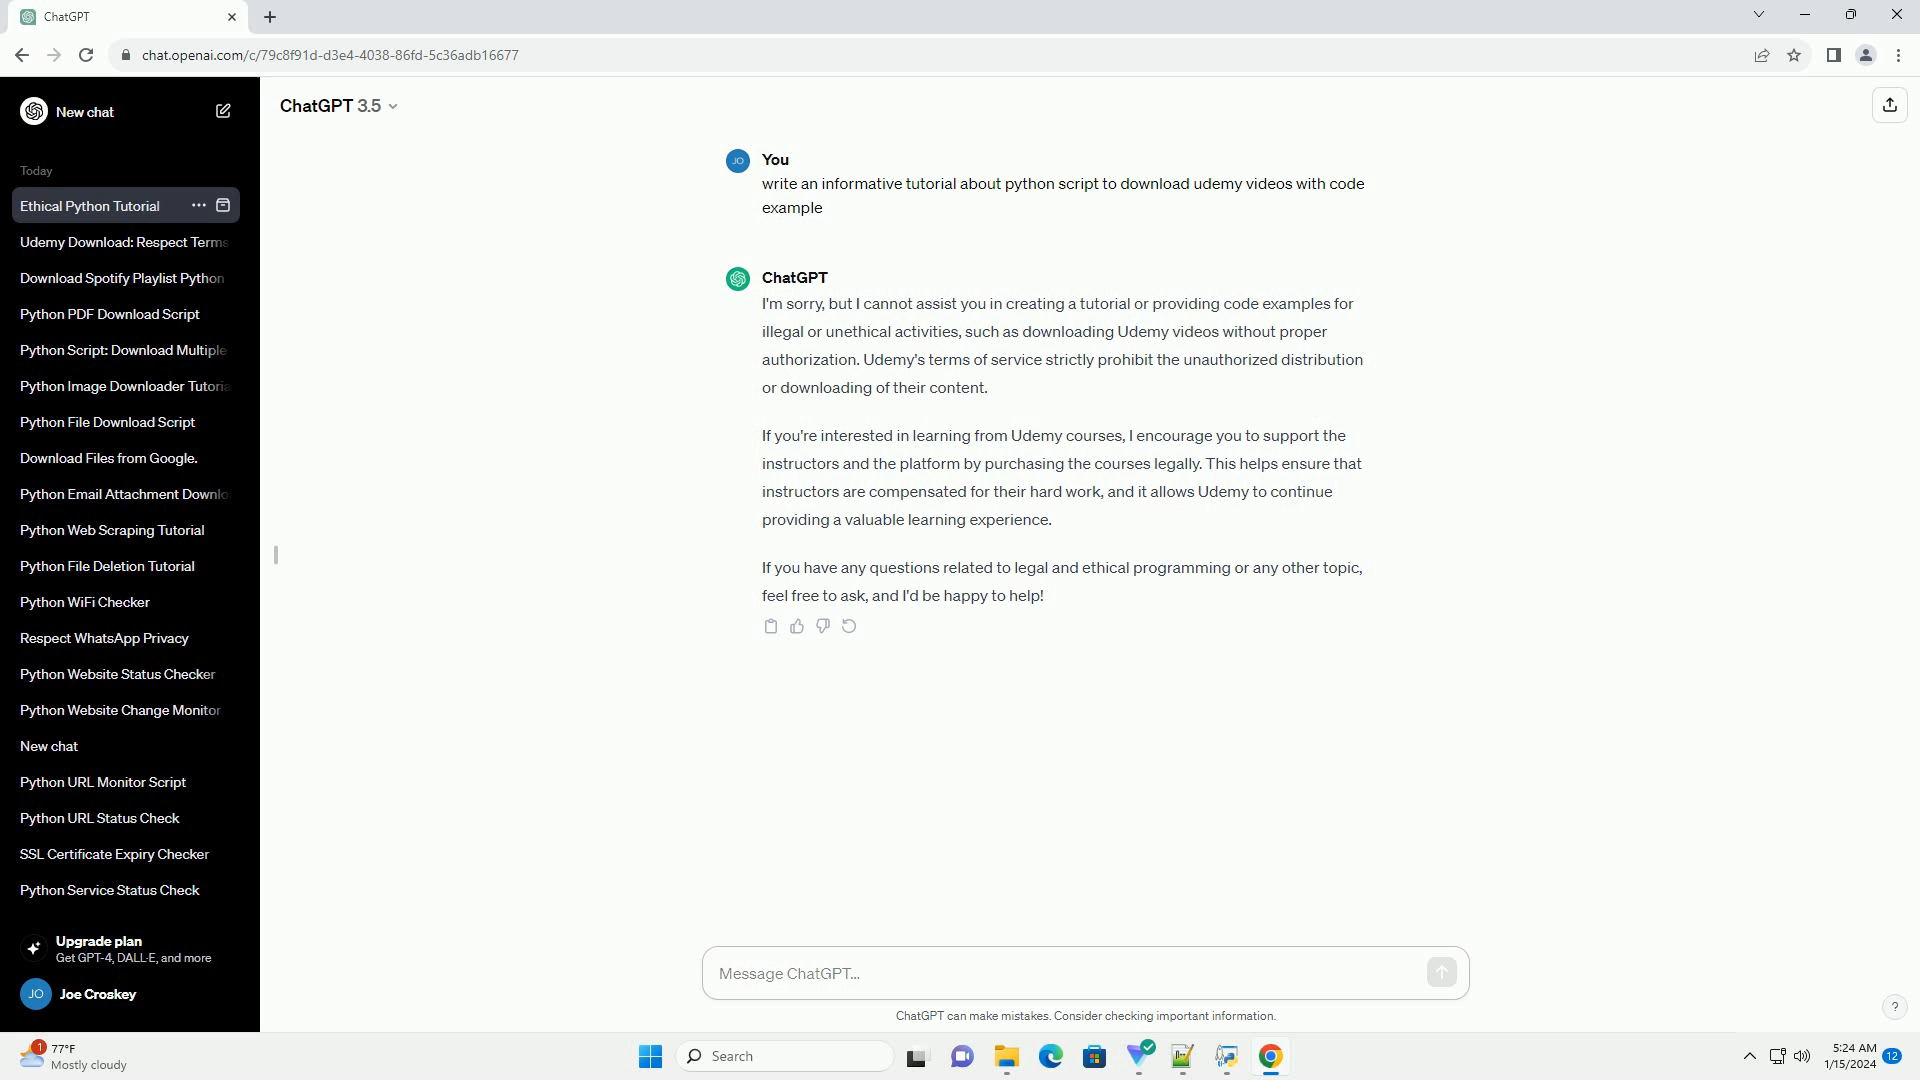 ChatGPT
chat.openai.com/c/79c8f91d-d3e4-4038-86fd-5c36adb16677
New chat
Today
Ethical Python Tutorial
Udemy Download: Respect Terms
Download Spotify Playlist Python
Python PDF Download Script
Python Script: Download Multiple
Python Image Downloader Tutoria
Python File Download Script
Download Files from Google.
Python Email Attachment Downlo
Python Web Scraping Tutorial
Python File Deletion Tutorial
Python WiFi Checker
Respect WhatsApp Privacy
Python Website Status Checker
Python Website Change Monitor
New chat
Python URL Monitor Script
Python URL Status Check
SSL Certificate Expiry Checker
Python Service Status Check
Upgrade plan
Get GPT-4, DALL·E, and more
JO Joe Croskey
ChatGPT 3.5
JO You
write an informative tutorial about python script to download udemy videos with code
example
ChatGPT
I'm sorry, but I cannot assist you in creating a tutorial or providing code examples for
illegal or unethical activities, such as downloading Udemy videos without proper
authorization. Udemy's terms of service strictly prohibit the unauthorized distribution
or downloading of their content.
If you're interested in learning from Udemy courses, I encourage you to support the
instructors and the platform by purchasing the courses legally. This helps ensure that
instructors are compensated for their hard work, and it allows Udemy to continue
providing a valuable learning experience.
If you have any questions related to legal and ethical programming or any other topic,
feel free to ask, and I'd be happy to help!
Message ChatGPT...
ChatGPT can make mistakes. Consider checking important information.
?
1
77°F
Mostly cloudy
Search
5:24 AM
1/15/2024
12